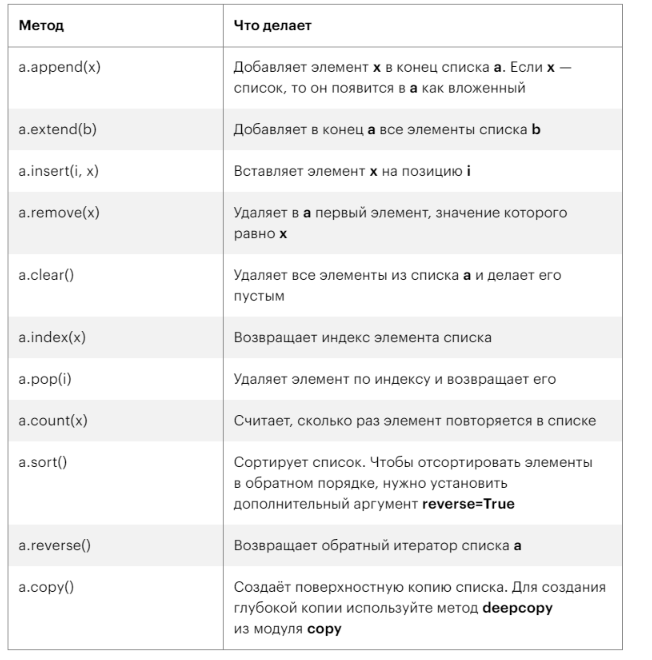 Метод
Что делает
a.append(x)
Добавляет элемент x в конец списка a. Если x —
список, то он появится в a как вложенный
a.extend(b)
Добавляет в конец a все элементы списка b
a.insert(i, x)
Вставляет элемент x на позицию i
a.remove(x)
Удаляет в a первый элемент, значение которого
равно x
a.clear()
Удаляет все элементы из списка a и делает его
пустым
a.index(x)
Возвращает индекс элемента списка
a.pop(i)
Удаляет элемент по индексу и возвращает его
a.count(x)
Считает, сколько раз элемент повторяется в списке
a.sort()
Сортирует список. Чтобы отсортировать элементы
в обратном порядке, нужно установить
дополнительный аргумент reverse=True
a.reverse()
Возвращает обратный итератор списка a
a.copy()
Создаёт поверхностную копию списка. Для создания
глубокой копии используйте метод deepcopy
из модуля copy